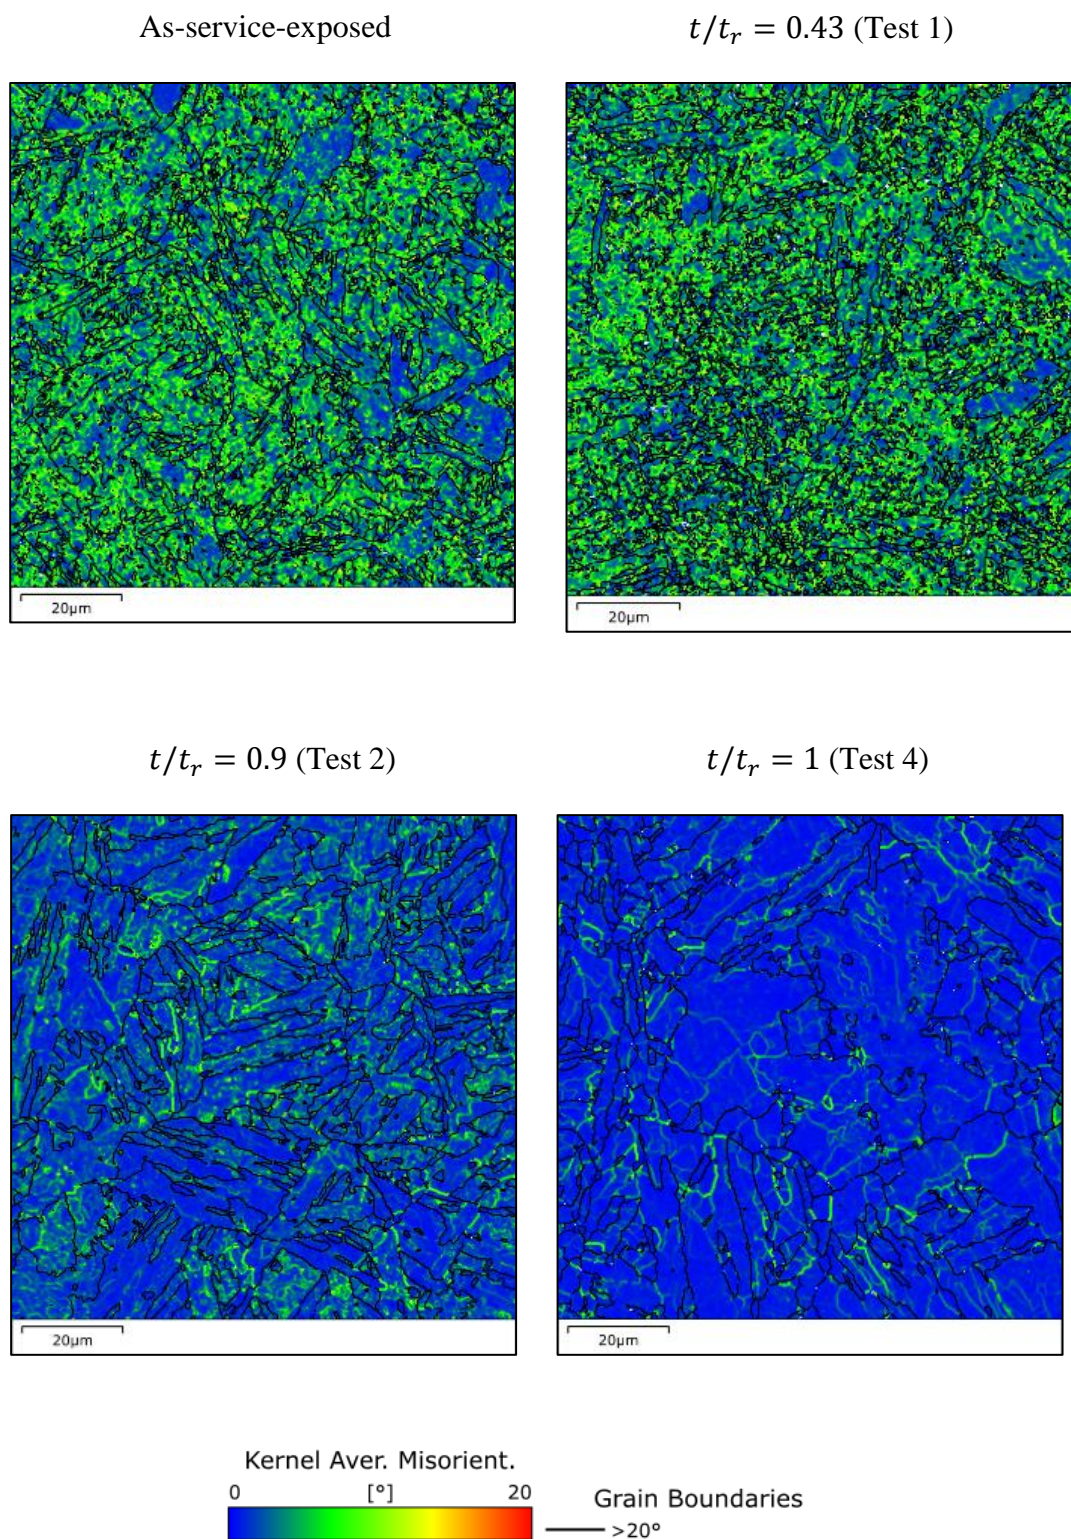 As-service-exposed
t/t_r = 0.43 (Test 1)
20µm
20µm
t/t_r = 0.9 (Test 2)
t/t_r = 1 (Test 4)
20µm
20µm
Kernel Aver. Misorient.
0 [°] 20
Grain Boundaries
>20°